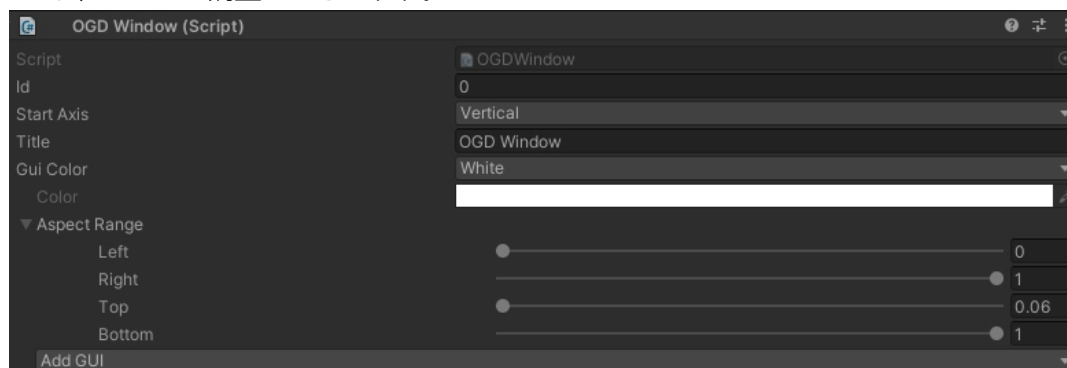 OGD Window (Script)
Script OGDWindow
Id 0
Start Axis Vertical
Title OGD Window
Gui Color White
Color
Aspect Range
Left 0
Right 1
Top 0.06
Bottom 1
Add GUI